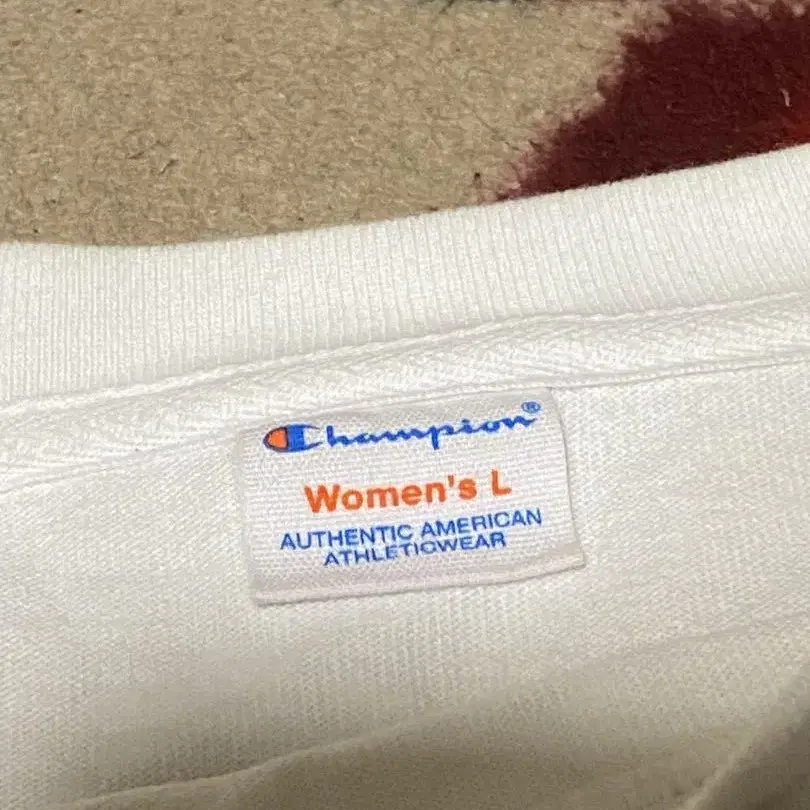 Champion®
Women's L
AUTHENTIC AMERICAN
ATHLETICWEAR